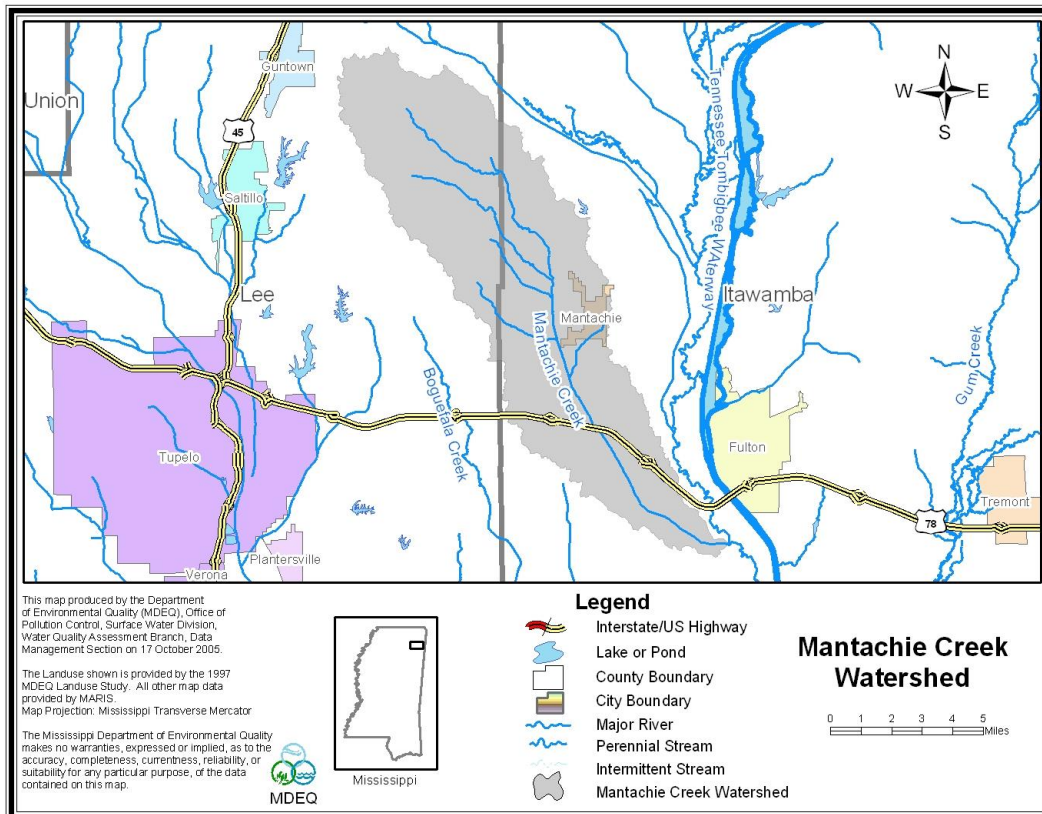 Guntown
Union
45
Saltillo
Lee
Tupelo
Verona
Plantersville
Boguefala Creek
Mantachie Creek
Mantachie
Tennessee Tombigbee WAterway
Itawamba
Fulton
Gum Creek
78
Tremont
N
W
E
S
This map produced by the Department
of Environmental Quality (MDEQ), Office of
Pollution Control, Surface Water Division,
Water Quality Assessment Branch, Data
Management Section on 17 October 2005.
The Landuse shown is provided by the 1997
MDEQ Landuse Study. All other map data
provided by MARIS.
Map Projection: Mississippi Transverse Mercator
The Mississippi Department of Environmental Quality
makes no warranties, expressed or implied, as to the
accuracy, completeness, currentness, reliability, or
suitability for any particular purpose, of the data
contained on this map.
MDEQ
Mississippi
Legend
Interstate/US Highway
Lake or Pond
County Boundary
City Boundary
Major River
Perennial Stream
Intermittent Stream
Mantachie Creek Watershed
Mantachie Creek
Watershed
0 1 2 3 4 5
Miles